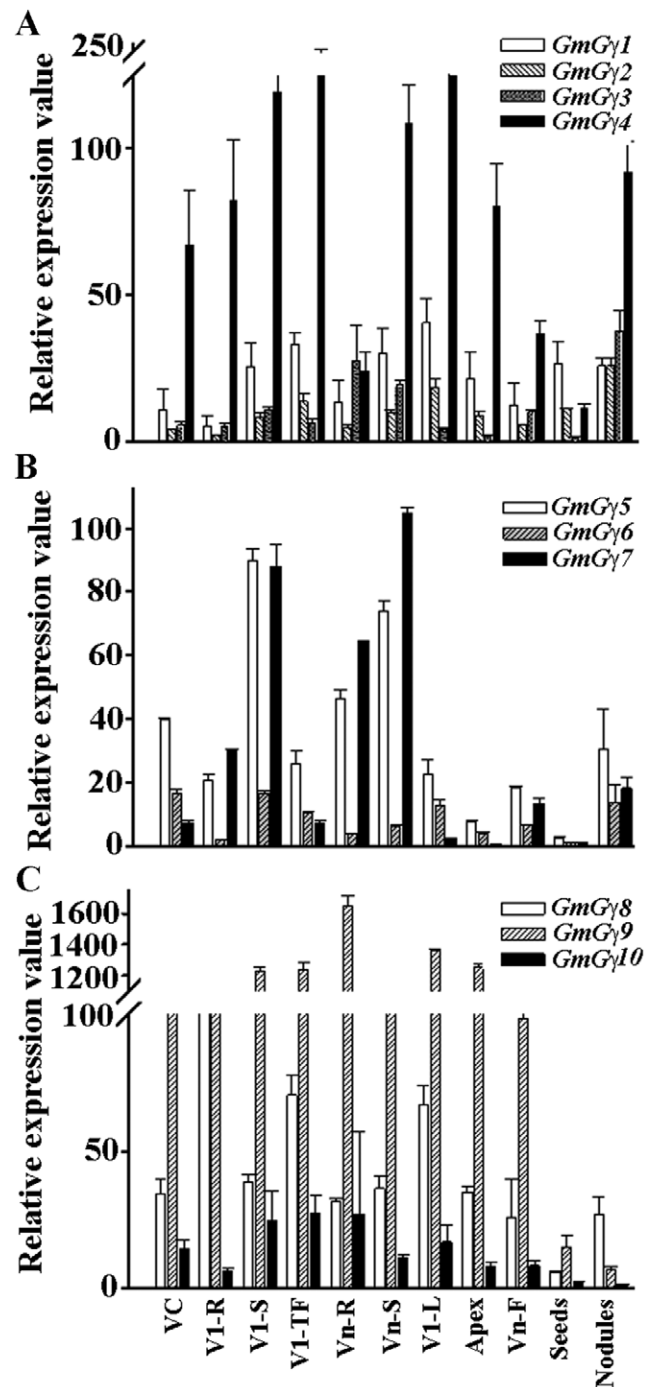 A
Relative expression value
250
100
50
0
GmGγ1
GmGγ2
GmGγ3
GmGγ4
B
Relative expression value
100
80
60
40
20
0
GmGγ5
GmGγ6
GmGγ7
C
Relative expression value
1600
1400
1200
100
50
0
GmGγ8
GmGγ9
GmGγ10
VC
V1-R
V1-S
V1-TF
Vn-R
Vn-S
V1-L
Apex
Vn-F
Seeds
Nodules